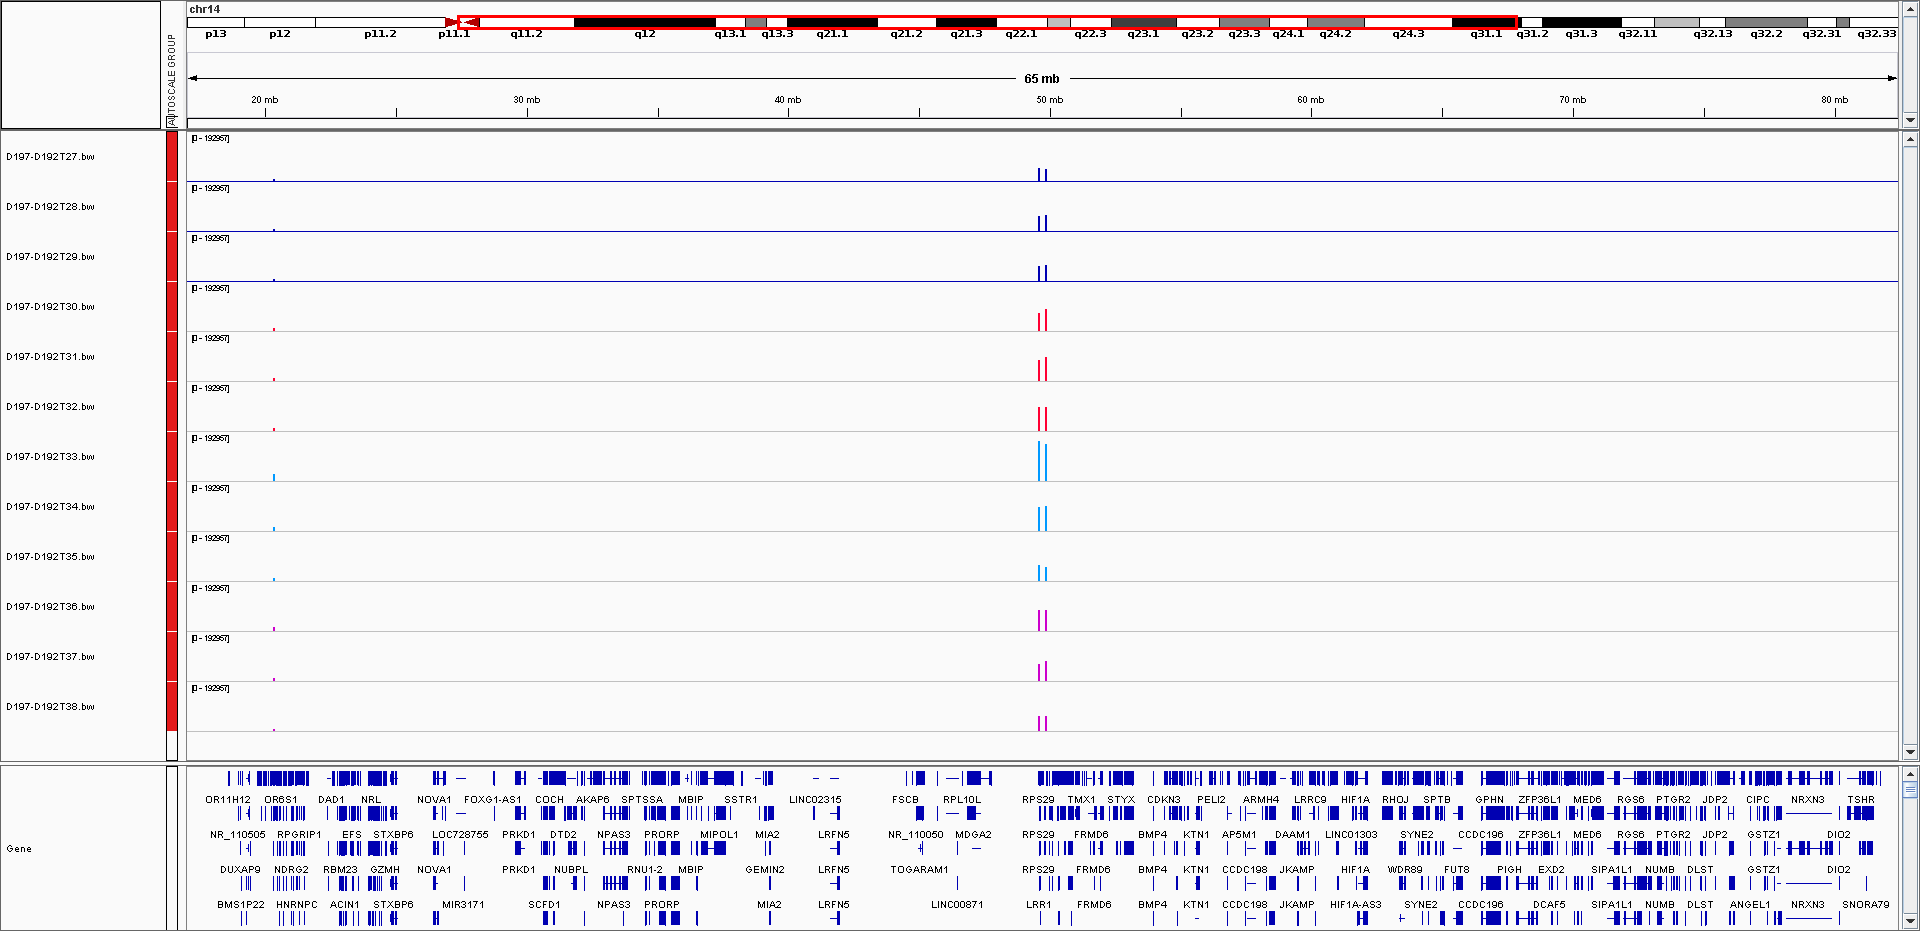 chr14
p13 p12 p11.2 p11.1 q11.2 q12 q13.1 q13.3 q21.1 q21.2 q21.3 q22.1 q22.3 q23.1 q23.2 q23.3 q24.1 q24.2 q24.3 q31.1 q31.2 q31.3 q32.11 q32.13 q32.2 q32.31 q32.33
65 mb
20 mb 30 mb 40 mb 50 mb 60 mb 70 mb 80 mb
[AUTOSCALE GROUP
[0 - 192957]
D197-D192T27.bw
[0 - 192957]
D197-D192T28.bw
[0 - 192957]
D197-D192T29.bw
[0 - 192957]
D197-D192T30.bw
[0 - 192957]
D197-D192T31.bw
[0 - 192957]
D197-D192T32.bw
[0 - 192957]
D197-D192T33.bw
[0 - 192957]
D197-D192T34.bw
[0 - 192957]
D197-D192T35.bw
[0 - 192957]
D197-D192T36.bw
[0 - 192957]
D197-D192T37.bw
[0 - 192957]
D197-D192T38.bw
OR11H12 OR6S1 DAD1 NRL NOVA1 FOXG1-AS1 COCH AKAP6 SPTSSA MBIP SSTR1 LINC02315 FSCB RPL10L RPS29 TMX1 STYX CDKN3 PELI2 ARMH4 LRRC9 HIF1A RHOJ SPTB GPHN ZFP36L1 MED6 RGS6 PTGR2 JDP2 CIPC NRXN3 TSHR
NR_110505 RPGRIP1 EFS STXBP6 LOC728755 PRKD1 DTD2 NPAS3 PRORP MIPOL1 MIA2 LRFN5 NR_110050 MDGA2 RPS29 FRMD6 BMP4 KTN1 AP5M1 DAAM1 LINC01303 SYNE2 CCDC196 ZFP36L1 MED6 RGS6 PTGR2 JDP2 GSTZ1 DIO2
Gene
DUXAP9 NDRG2 RBM23 GZMH NOVA1 PRKD1 NUBPL RNU1-2 MBIP GEMIN2 LRFN5 TOGARAM1 RPS29 FRMD6 BMP4 KTN1 CCDC198 JKAMP HIF1A WDR89 FUT8 PIGH EXD2 SIPA1L1 NUMB DLST GSTZ1 DIO2
BMS1P22 HNRNPC ACIN1 STXBP6 MIR3171 SCFD1 NPAS3 PRORP MIA2 LRFN5 LINC00871 LRR1 FRMD6 BMP4 KTN1 CCDC198 JKAMP HIF1A-AS3 SYNE2 CCDC196 DCAF5 SIPA1L1 NUMB DLST ANGEL1 NRXN3 SNORA79